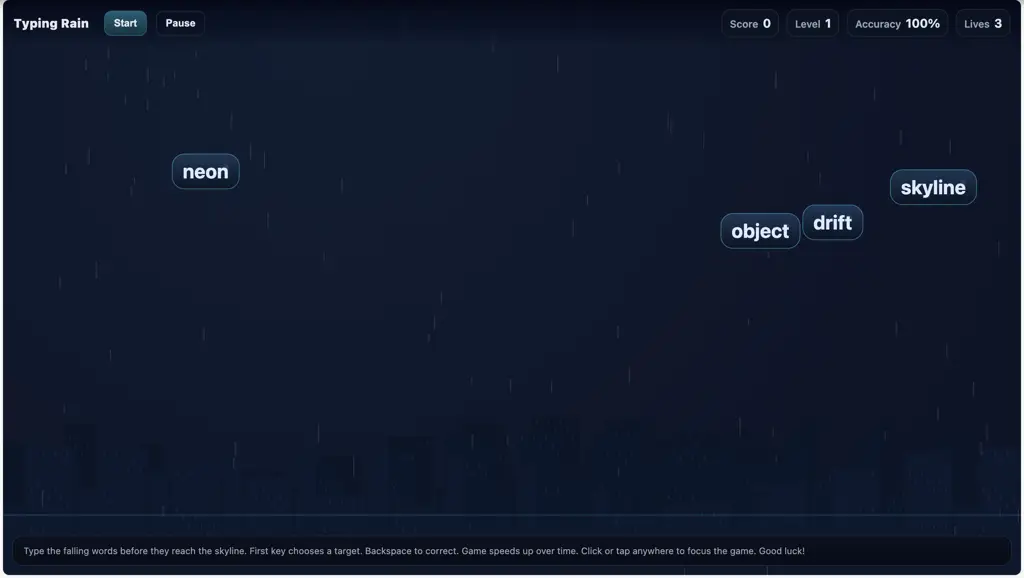 Typing Rain Start Pause Score 0 Level 1 Accuracy 100% Lives 3
neon
skyline
drift
object
Type the falling words before they reach the skyline. First key chooses a target. Backspace to correct. Game speeds up over time. Click or tap anywhere to focus the game. Good luck!